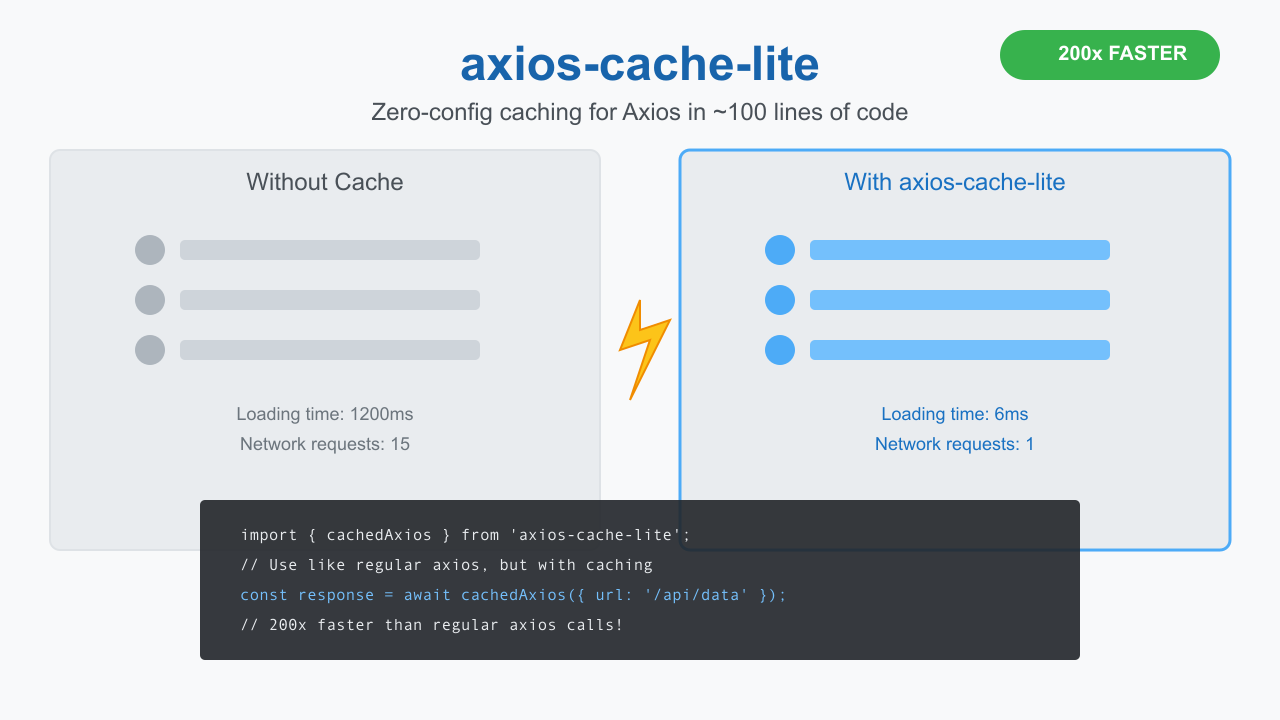 axios-cache-lite
200x FASTER
Zero-config caching for Axios in ~100 lines of code
Without Cache
Loading time: 1200ms
Network requests: 15
With axios-cache-lite
Loading time: 6ms
Network requests: 1
import { cachedAxios } from 'axios-cache-lite';
// Use like regular axios, but with caching
const response = await cachedAxios({ url: '/api/data' });
// 200x faster than regular axios calls!